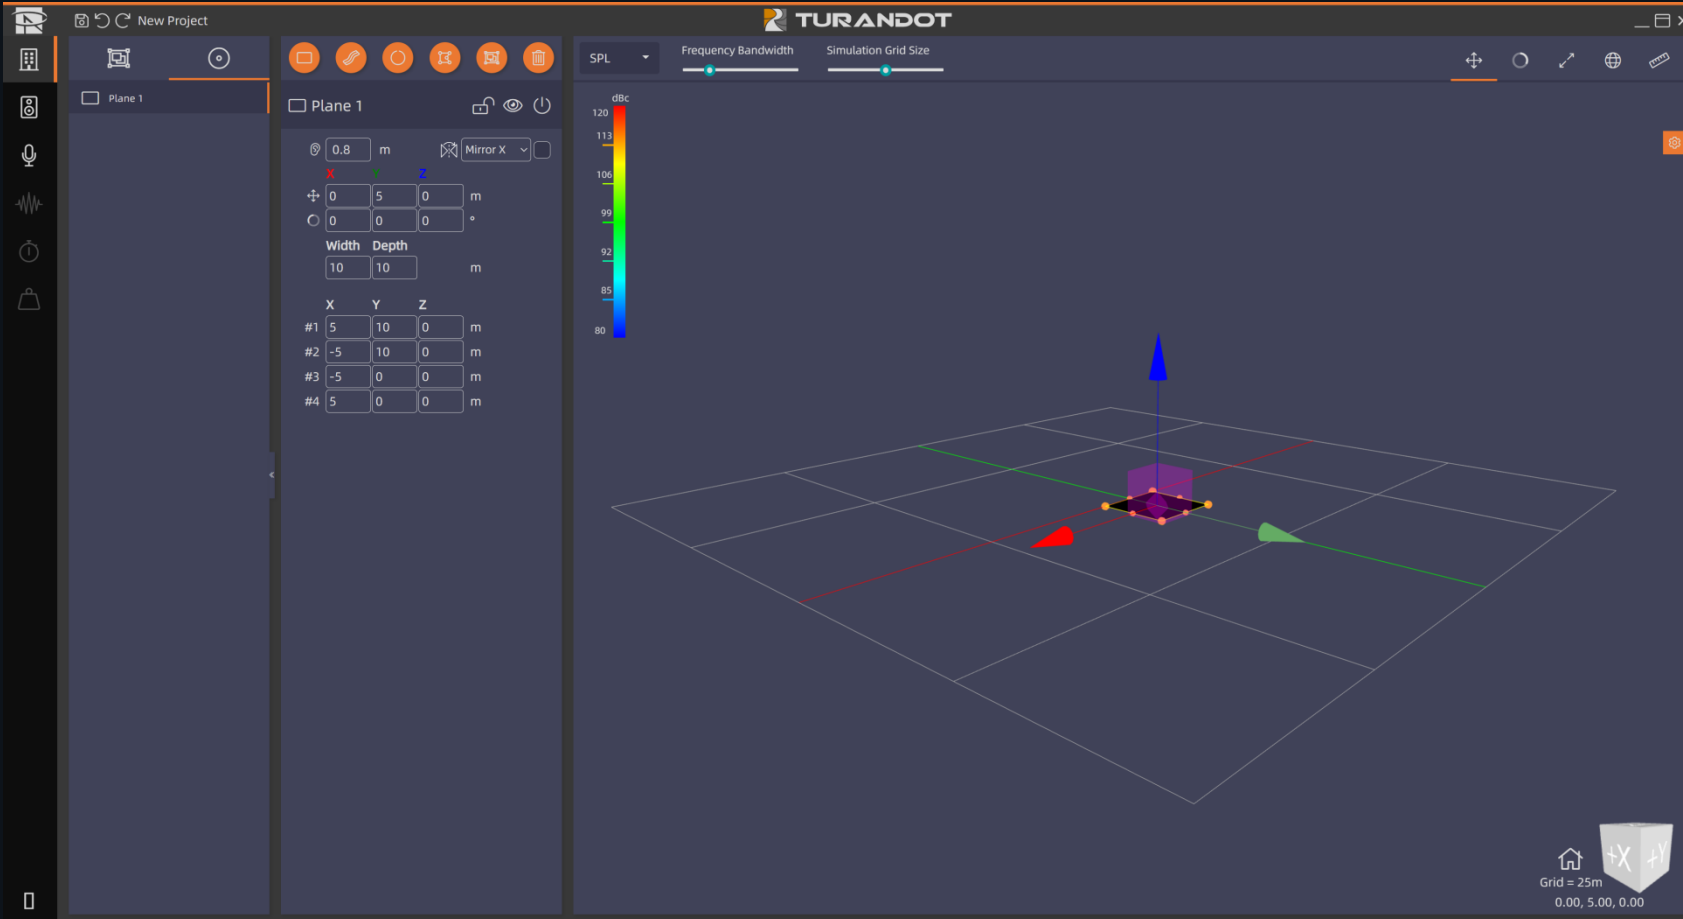 New Project
TURANDOT
Plane 1
Plane 1
0.8 m Mirror X
X Y Z
0 5 0 m
0 0 0 °
Width Depth
10 10 m
X Y Z
#1 5 10 0 m
#2 -5 10 0 m
#3 -5 0 0 m
#4 5 0 0 m
SPL
Frequency Bandwidth
Simulation Grid Size
dBc
120
113
106
99
92
85
80
+X +Y
Grid = 25m
0.00, 5.00, 0.00